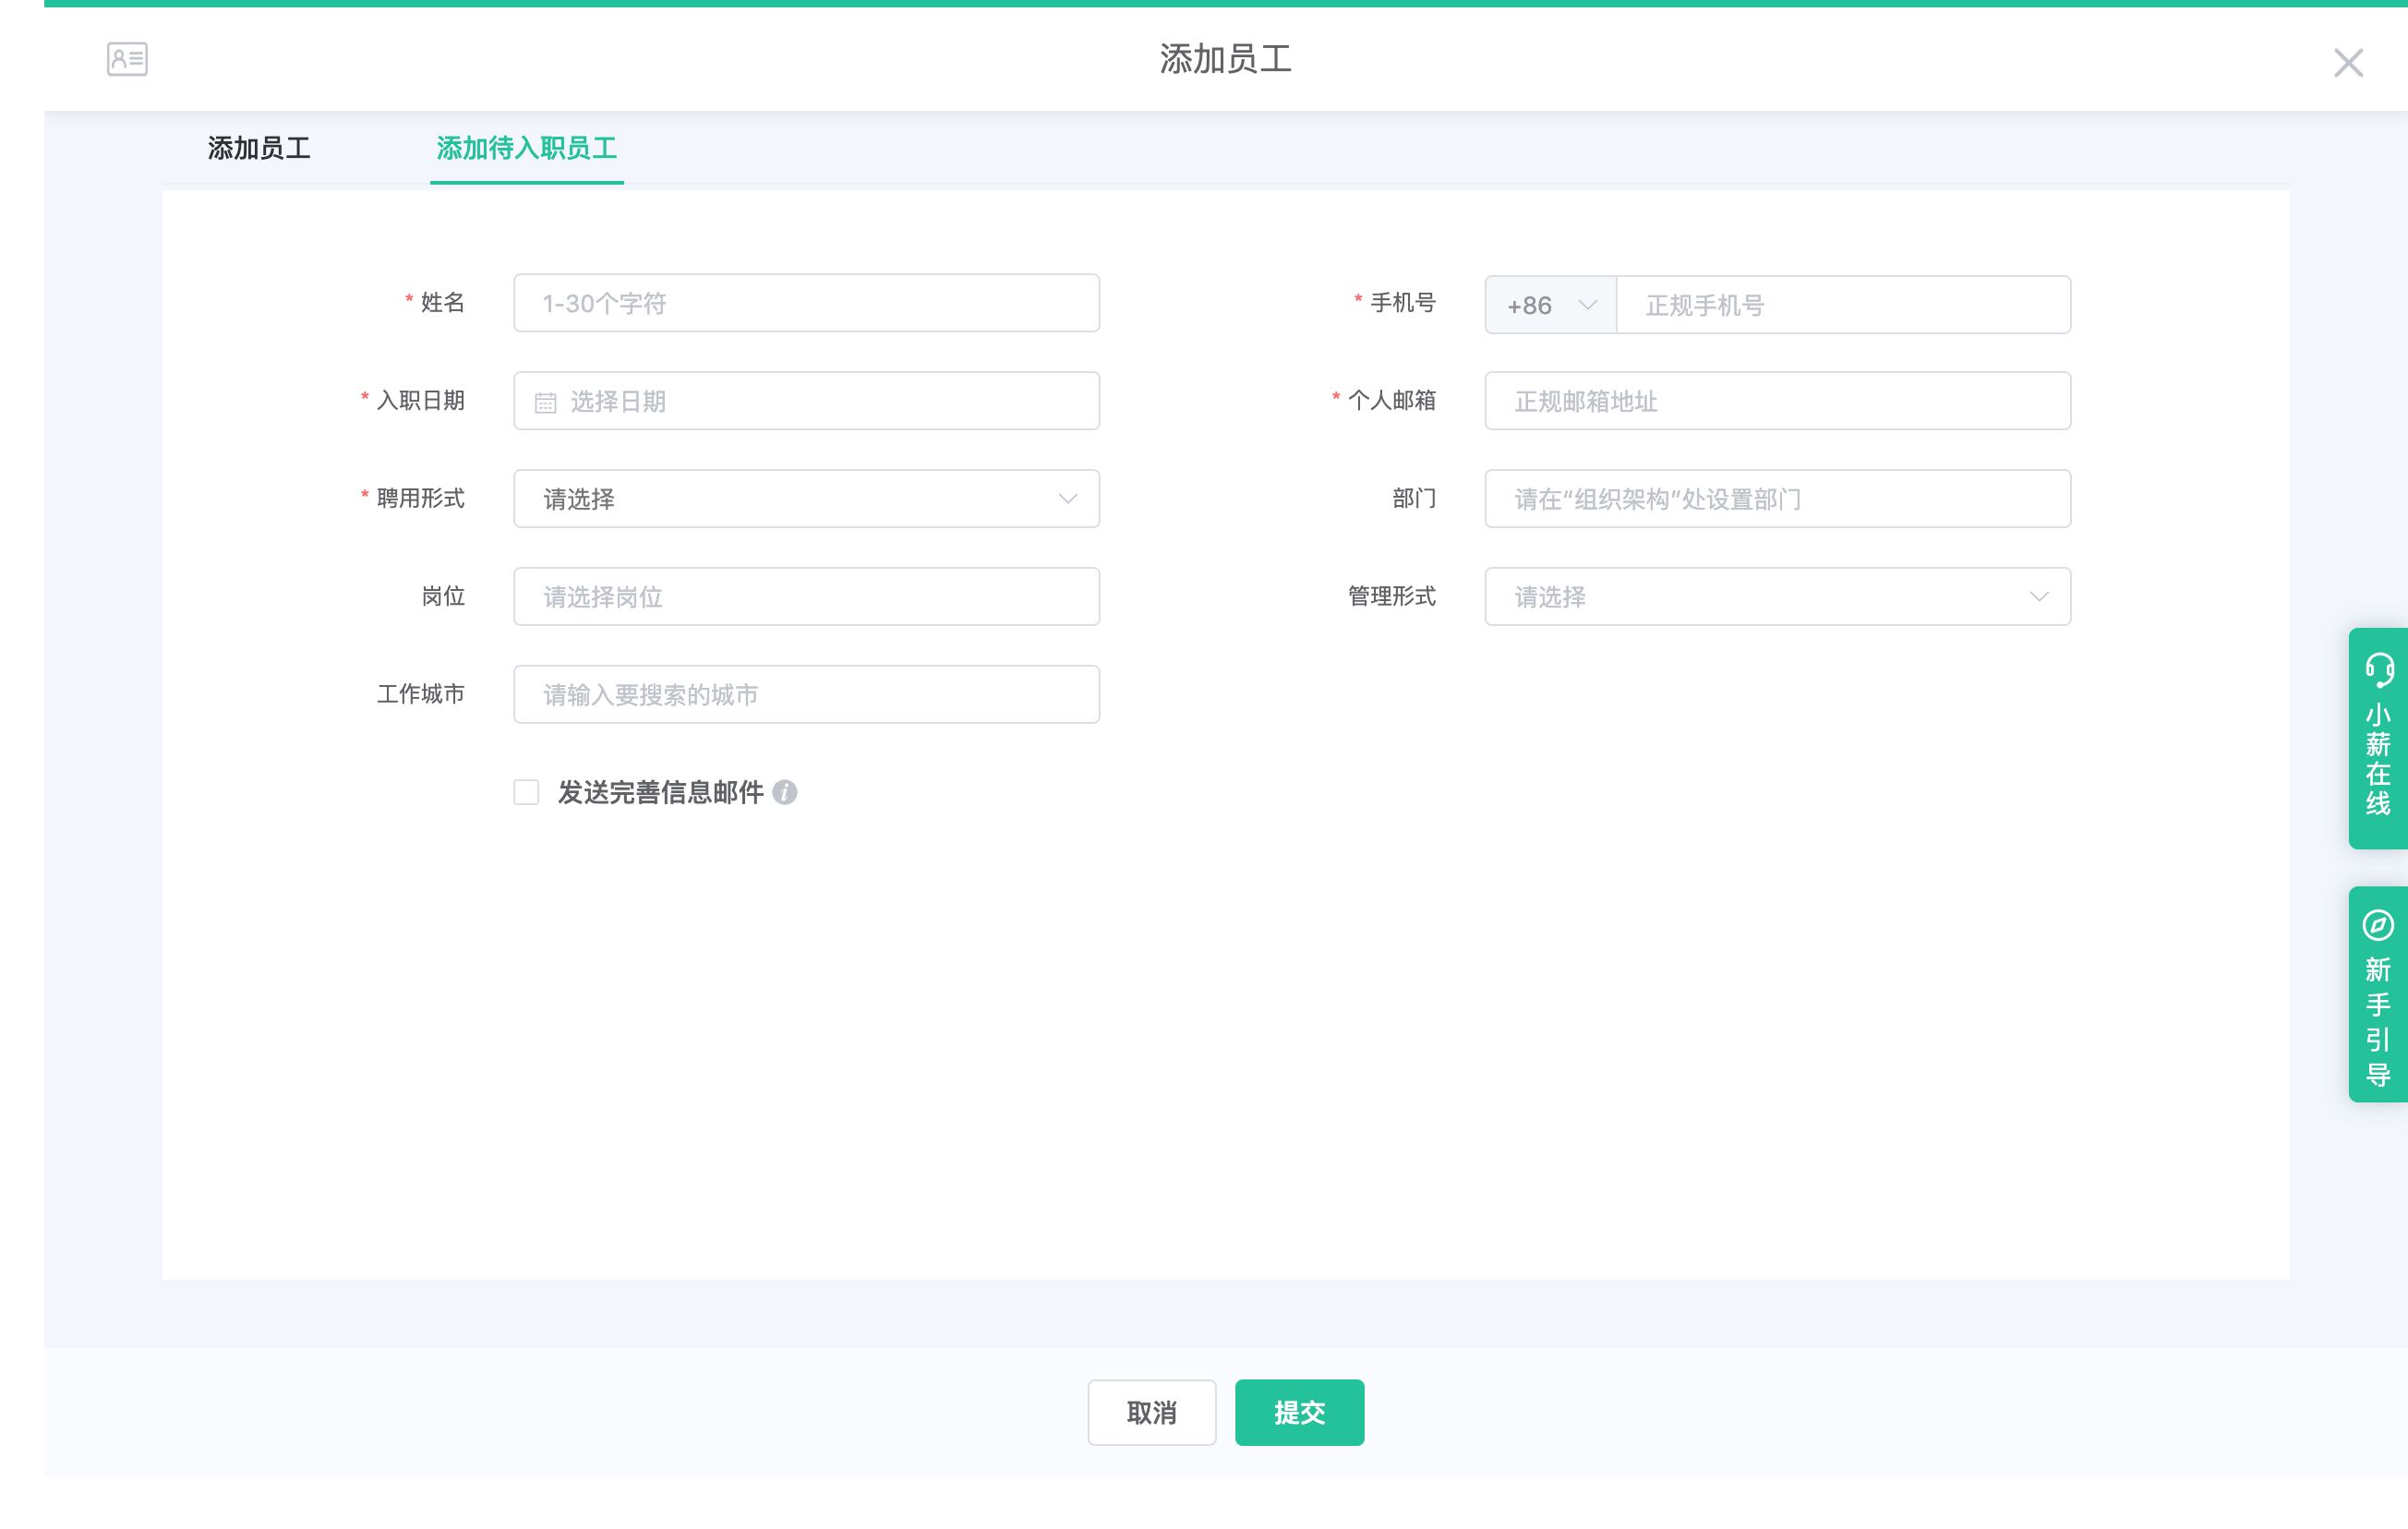 添加员工
添加员工 添加待入职员工
* 姓名 1-30个字符 * 手机号 +86 正规手机号
* 入职日期 选择日期 * 个人邮箱 正规邮箱地址
* 聘用形式 请选择 部门 请在“组织架构”处设置部门
岗位 请选择岗位 管理形式 请选择
工作城市 请输入要搜索的城市
发送完善信息邮件
小薪在线
新手引导
取消 提交